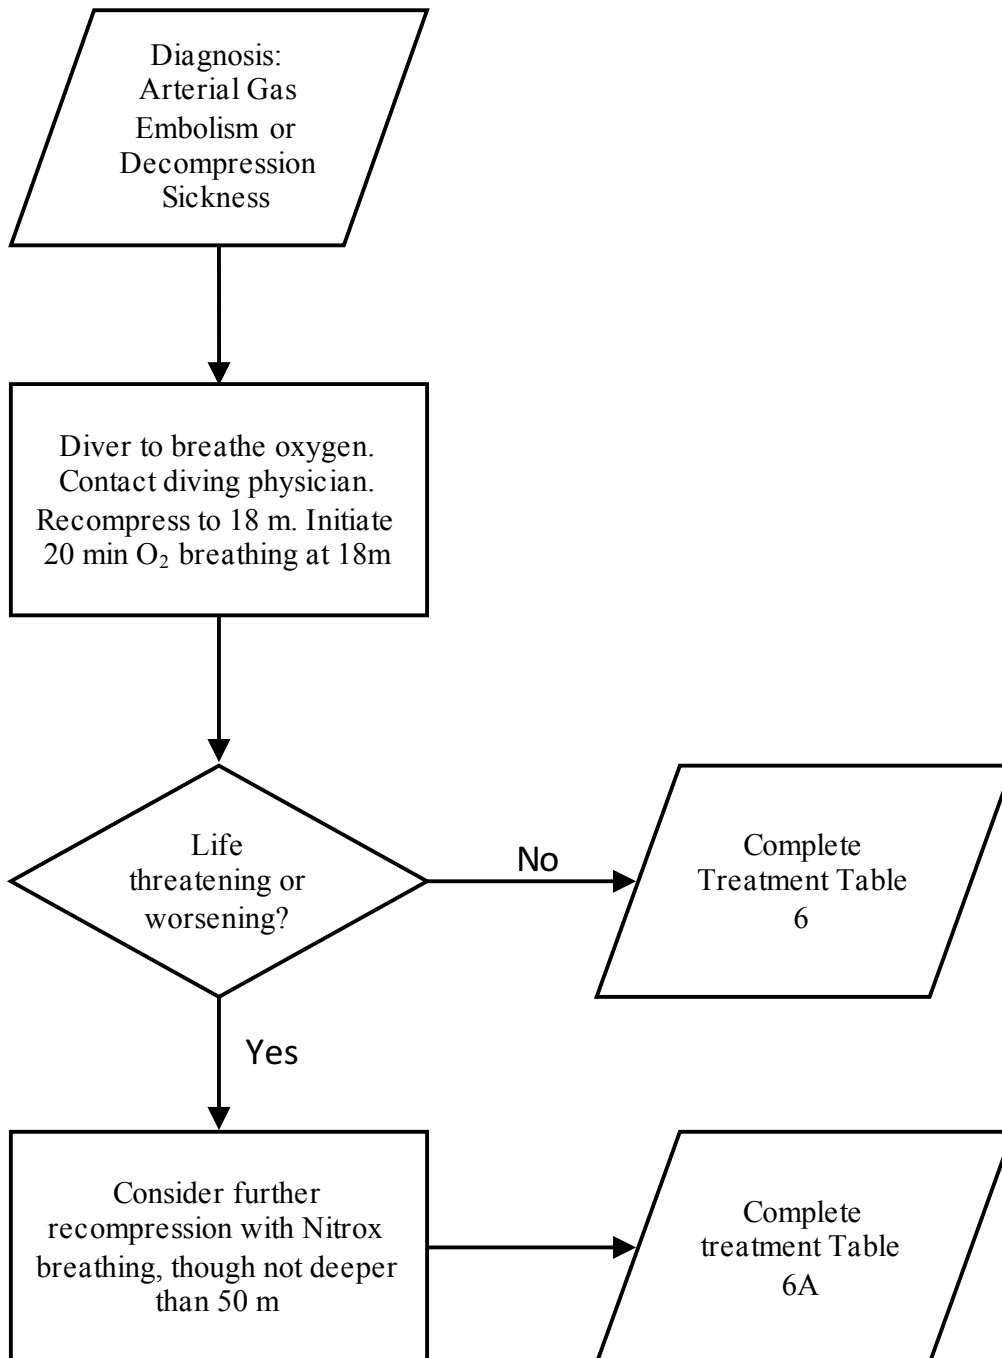 Diagnosis:
Arterial Gas
Embolism or
Decompression
Sickness
Diver to breathe oxygen.
Contact diving physician.
Recompress to 18 m. Initiate
20 min O₂ breathing at 18m
Life
threatening or
worsening?
No
Complete
Treatment Table
6
Yes
Consider further
recompression with Nitrox
breathing, though not deeper
than 50 m
Complete
treatment Table
6A